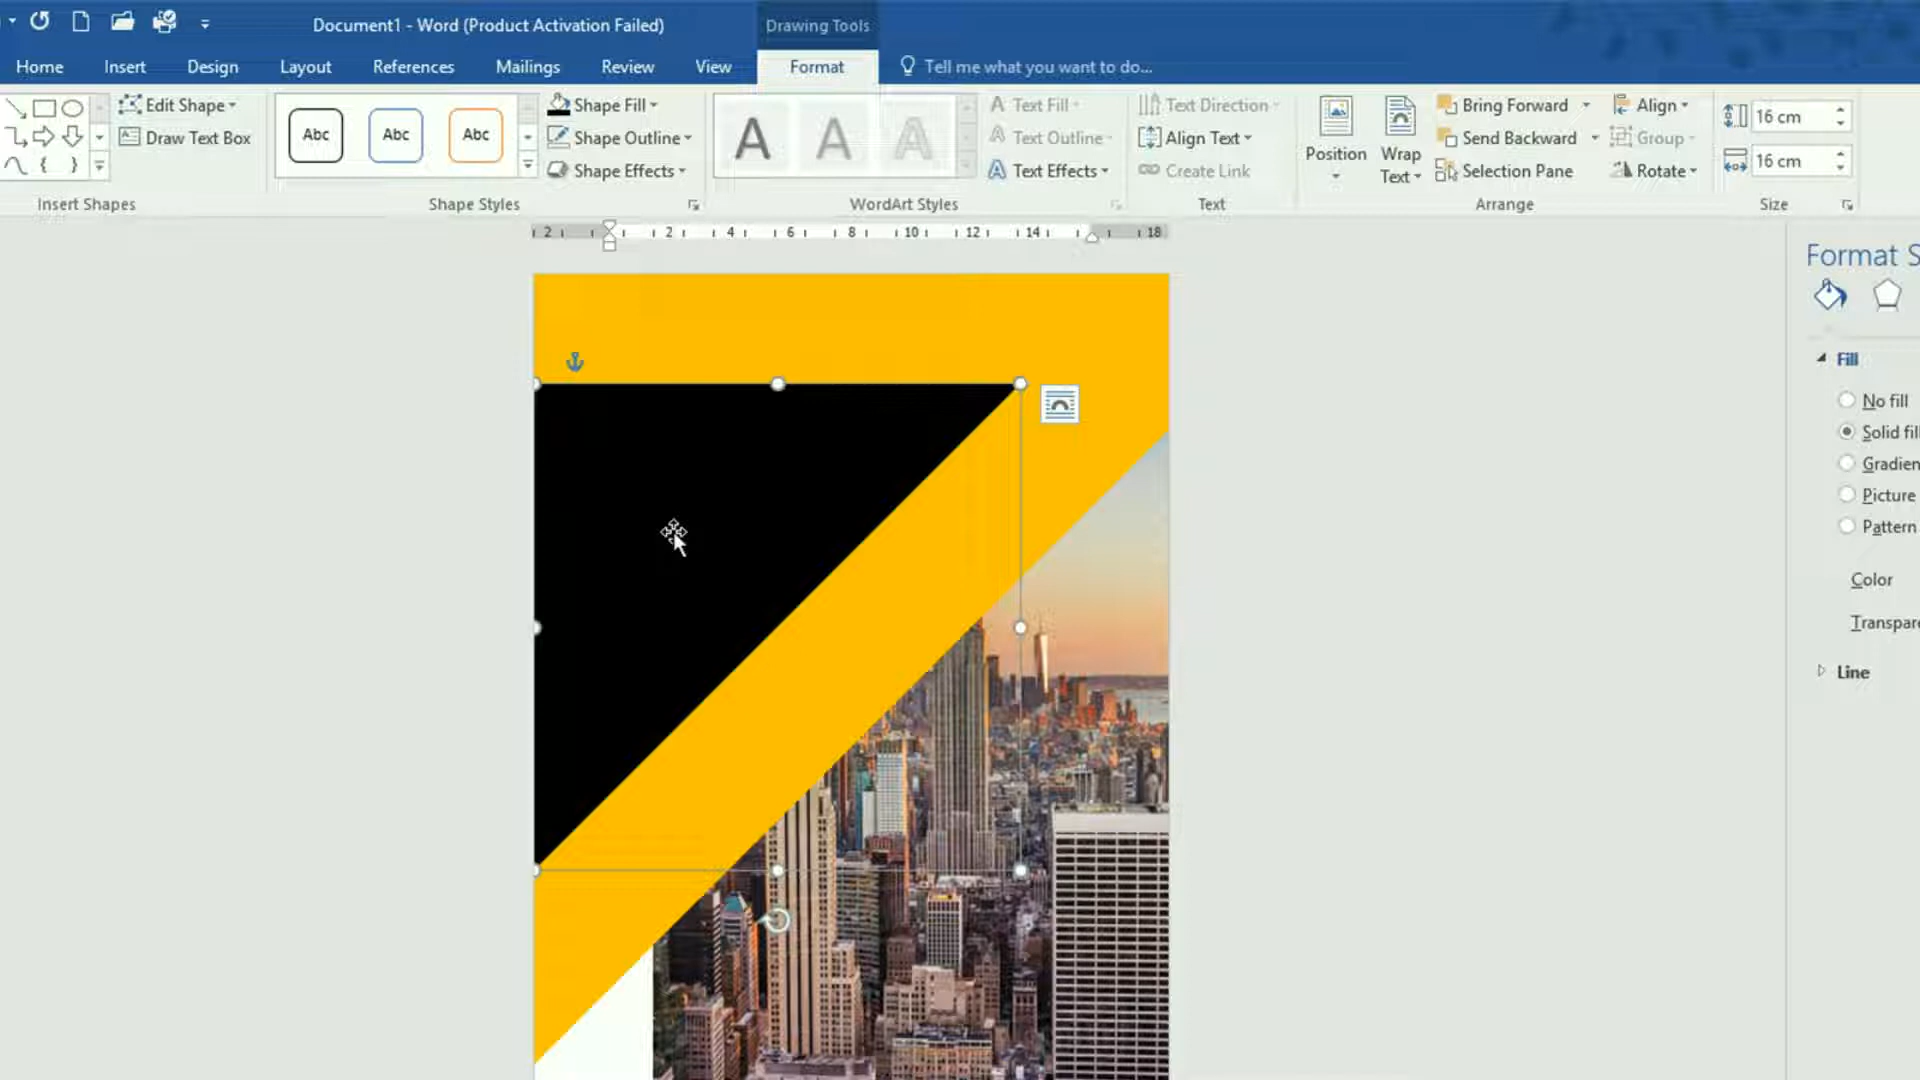 Document1 - Word (Product Activation Failed)
Drawing Tools
Home Insert Design Layout References Mailings Review View Format Tell me what you want to do...
Edit Shape
Draw Text Box
Insert Shapes
Abc Abc Abc
Shape Fill
Shape Outline
Shape Effects
Shape Styles
A A A
Text Fill
Text Outline
Text Effects
WordArt Styles
Text Direction
Align Text
Create Link
Text
Position
Wrap
Text
Bring Forward
Send Backward
Selection Pane
Align
Group
Rotate
Arrange
16 cm
16 cm
Size
2 2 4 6 8 10 12 14 18
Format S
Fill
No fill
Solid fil
Gradien
Picture
Pattern
Color
Transpare
Line